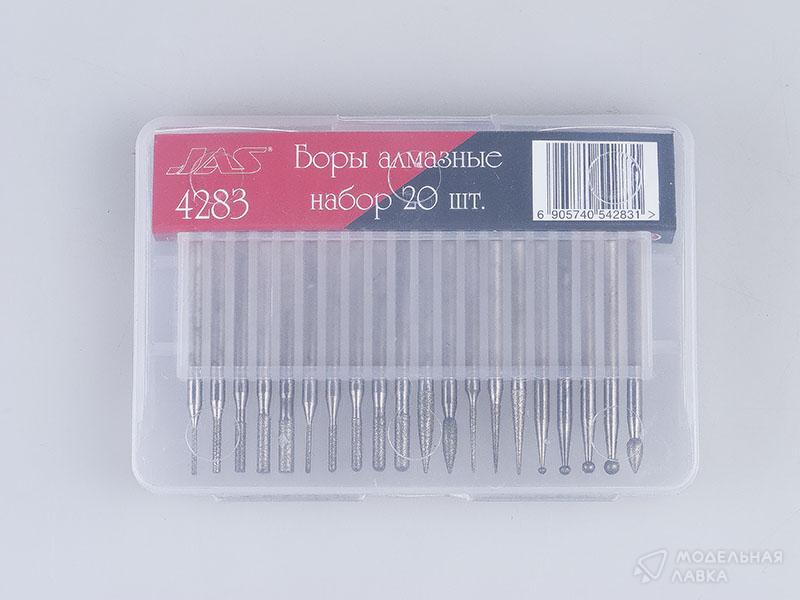 JAS®
4283
Боры алмазные
набор 20 шт.
6 905740 542831 >
МОДЕЛЬНАЯ
ЛАВКА